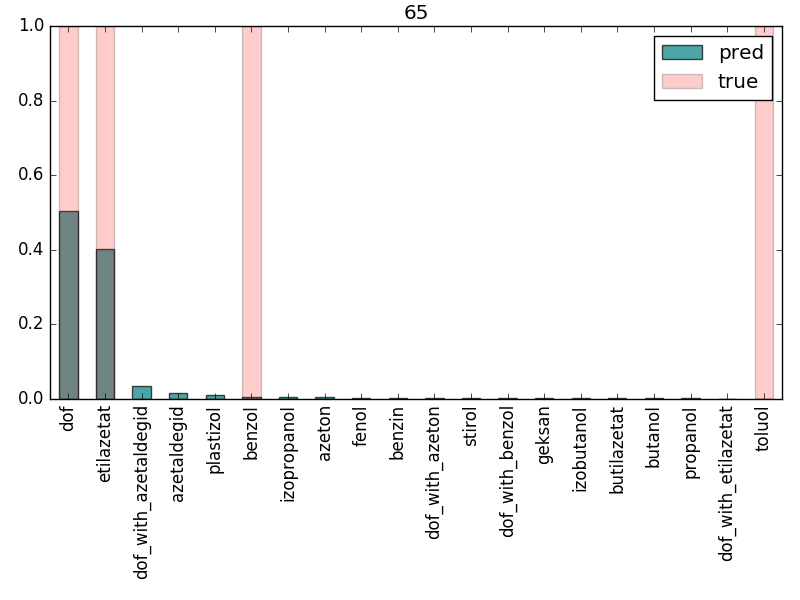 65
1.0
0.8
0.6
0.4
0.2
0.0
pred
true
dof
etilazetat
dof_with_azetaldegid
azetaldegid
plastizol
benzol
izopropanol
azeton
fenol
benzin
dof_with_azeton
stirol
dof_with_benzol
geksan
izobutanol
butilazetat
butanol
propanol
dof_with_etilazetat
toluol